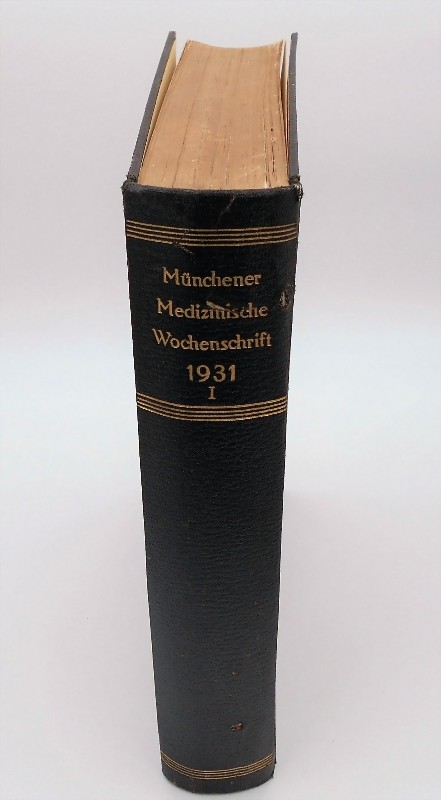 Münchener
Medizinische
Wochenschrift
1931
I